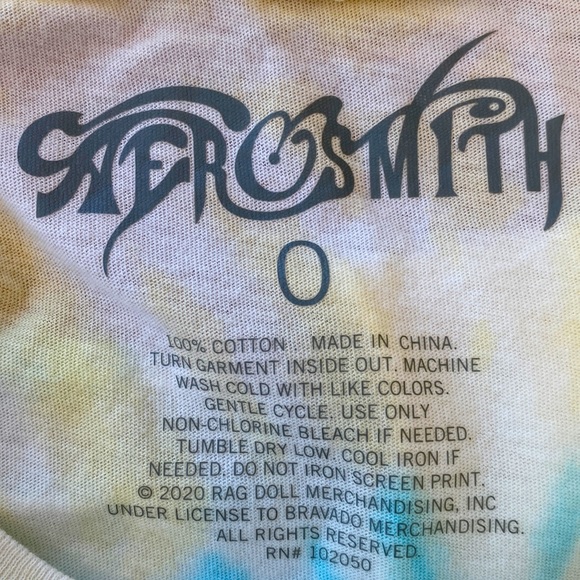 AEROSMITH
0
100% COTTON. MADE IN CHINA.
TURN GARMENT INSIDE OUT. MACHINE
WASH COLD WITH LIKE COLORS.
GENTLE CYCLE. USE ONLY
NON-CHLORINE BLEACH IF NEEDED.
TUMBLE DRY LOW. COOL IRON IF
NEEDED. DO NOT IRON SCREEN PRINT.
© 2020 RAG DOLL MERCHANDISING, INC
UNDER LICENSE TO BRAVADO MERCHANDISING.
ALL RIGHTS RESERVED.
RN# 102050